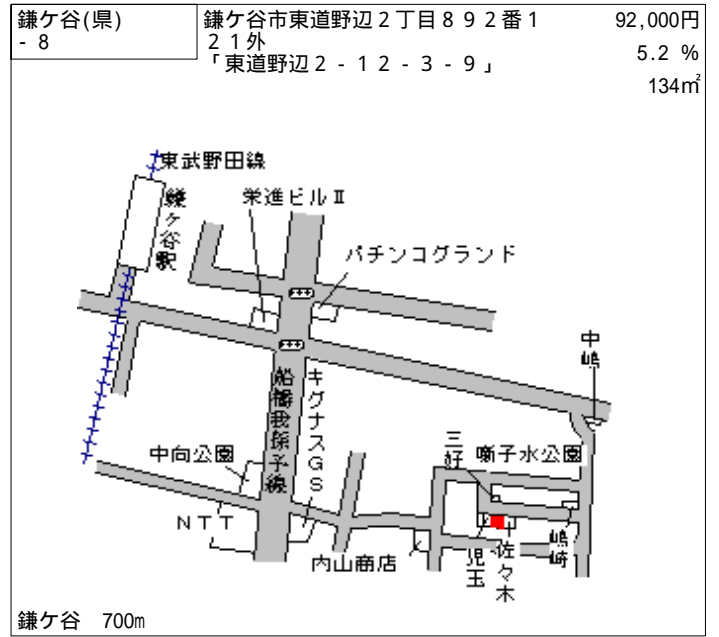 鎌ケ谷(県)
- 8
鎌ケ谷市東道野辺2丁目892番1
21外
「東道野辺2-12-3-9」
92,000円
5.2 %
134㎡
東武野田線
鎌ケ谷駅
栄進ビルⅡ
パチンコグランド
中嶋
船橋我孫子線
キグナスGS
中向公園
三好
囃子水公園
NTT
内山商店
児玉
佐々木
嶋崎
鎌ケ谷 700m